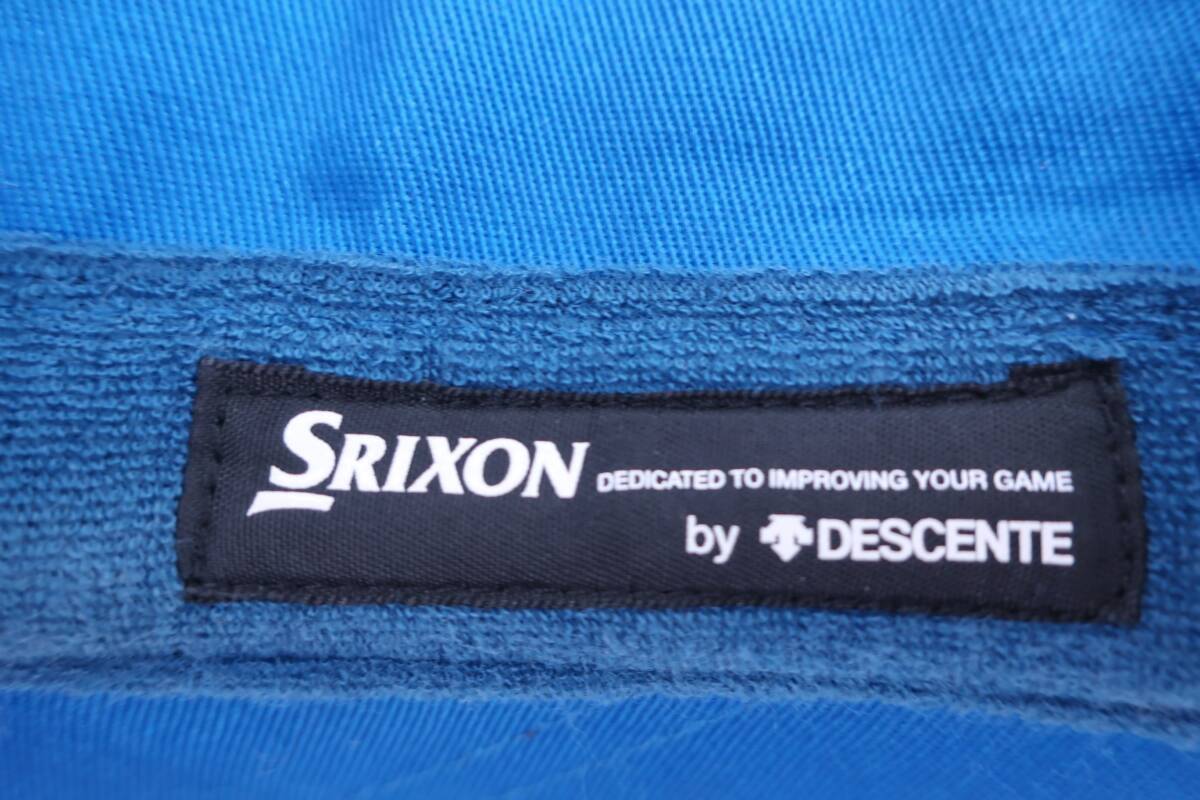 SRIXON DEDICATED TO IMPROVING YOUR GAME
by DESCENTE